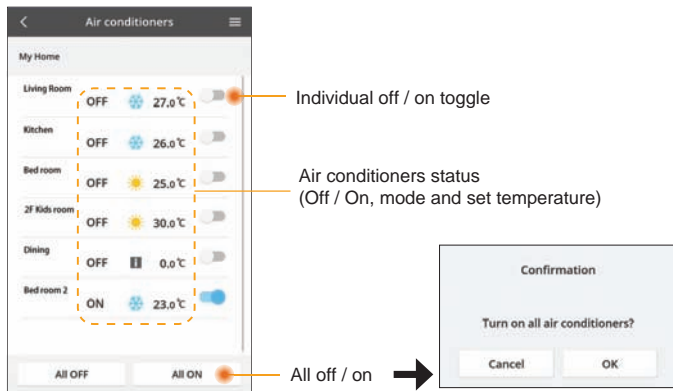 Air conditioners
My Home
Living Room
OFF 27.0℃
Individual off / on toggle
Kitchen
OFF 26.0℃
Bed room
OFF 25.0℃
Air conditioners status
(Off / On, mode and set temperature)
2F Kids room
OFF 30.0℃
Dining
OFF i 0.0℃
Bed room 2
ON 23.0℃
All OFF All ON
All off / on
Confirmation
Turn on all air conditioners?
Cancel OK